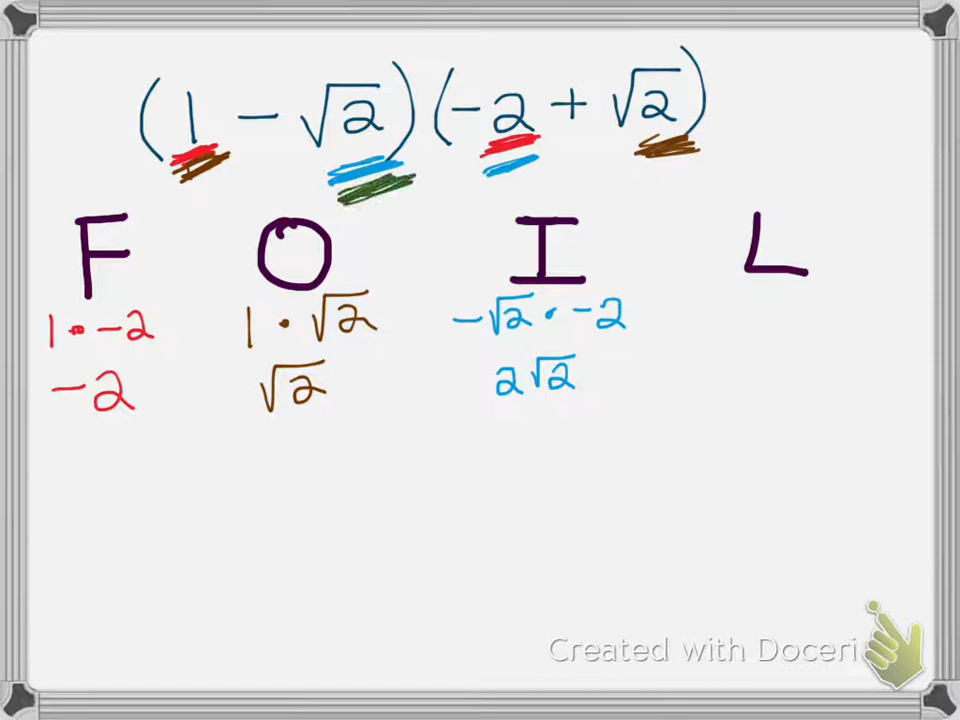 (1 - √2)(-2 + √2)
F O I L
1 · -2 1 · √2 -√2 · -2
-2 √2 2√2
Created with Doceri